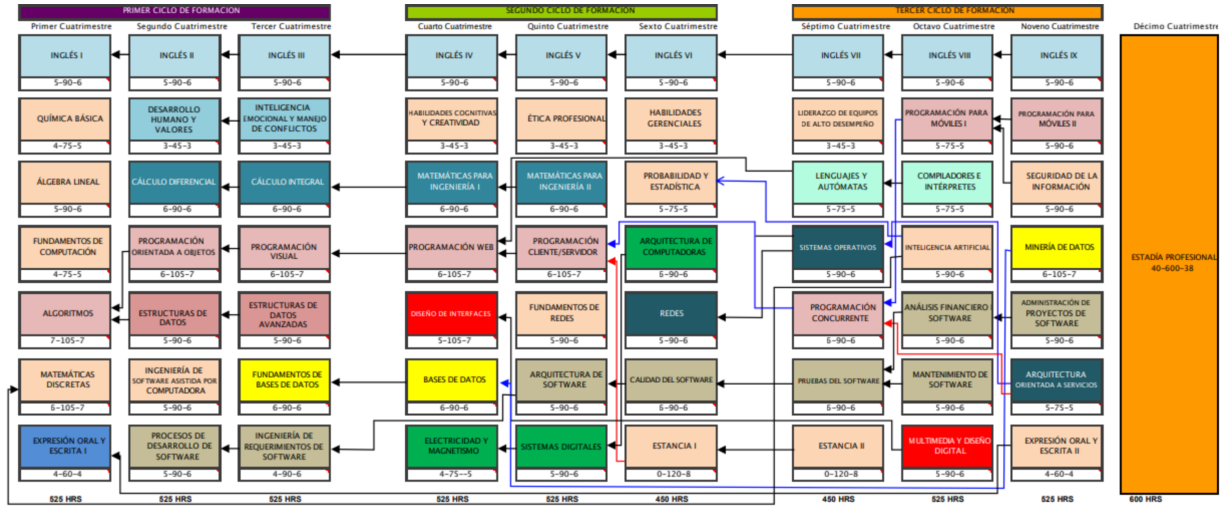 PRIMER CICLO DE FORMACIÓN
SEGUNDO CICLO DE FORMACIÓN
TERCER CICLO DE FORMACIÓN
Primer Cuatrimestre
Segundo Cuatrimestre
Tercer Cuatrimestre
Cuarto Cuatrimestre
Quinto Cuatrimestre
Sexto Cuatrimestre
Séptimo Cuatrimestre
Octavo Cuatrimestre
Noveno Cuatrimestre
Décimo Cuatrimestre
INGLÉS I
5-90-6
INGLÉS II
5-90-6
INGLÉS III
5-90-6
INGLÉS IV
5-90-6
INGLÉS V
5-90-6
INGLÉS VI
5-90-6
INGLÉS VII
5-90-6
INGLÉS VIII
5-90-6
INGLÉS IX
5-90-6
QUÍMICA BÁSICA
4-75-5
DESARROLLO
HUMANO Y
VALORES
3-45-3
INTELIGENCIA
EMOCIONAL Y MANEJO
DE CONFLICTOS
3-45-3
HABILIDADES COGNITIVAS
Y CREATIVIDAD
3-45-3
ÉTICA PROFESIONAL
3-45-3
HABILIDADES
GERENCIALES
3-45-3
LIDERAZGO DE EQUIPOS
DE ALTO DESEMPEÑO
3-45-3
PROGRAMACIÓN PARA
MÓVILES I
5-75-5
PROGRAMACIÓN PARA
MÓVILES II
5-90-6
ÁLGEBRA LINEAL
5-90-6
CÁLCULO DIFERENCIAL
6-90-6
CÁLCULO INTEGRAL
6-90-6
MATEMÁTICAS PARA
INGENIERÍA I
6-90-6
MATEMÁTICAS PARA
INGENIERÍA II
6-90-6
PROBABILIDAD Y
ESTADÍSTICA
5-75-5
LENGUAJES Y
AUTÓMATAS
5-75-5
COMPILADORES E
INTÉRPRETES
5-75-5
SEGURIDAD DE LA
INFORMACIÓN
5-90-6
FUNDAMENTOS DE
COMPUTACIÓN
4-75-5
PROGRAMACIÓN
ORIENTADA A OBJETOS
6-105-7
PROGRAMACIÓN
VISUAL
6-105-7
PROGRAMACIÓN WEB
6-105-7
PROGRAMACIÓN
CLIENTE/SERVIDOR
6-105-7
ARQUITECTURA DE
COMPUTADORAS
6-90-6
SISTEMAS OPERATIVOS
5-90-6
INTELIGENCIA ARTIFICIAL
5-90-6
MINERÍA DE DATOS
6-105-7
ESTADÍA PROFESIONAL
40-600-38
ALGORITMOS
7-105-7
ESTRUCTURAS DE
DATOS
5-90-6
ESTRUCTURAS DE
DATOS
AVANZADAS
5-90-6
DISEÑO DE INTERFACES
5-105-7
FUNDAMENTOS DE
REDES
5-90-6
REDES
5-90-6
PROGRAMACIÓN
CONCURRENTE
6-90-6
ANÁLISIS FINANCIERO
SOFTWARE
5-90-6
ADMINISTRACIÓN DE
PROYECTOS DE
SOFTWARE
5-90-6
MATEMÁTICAS
DISCRETAS
6-105-7
INGENIERÍA DE
SOFTWARE ASISTIDA POR
COMPUTADORA
5-90-6
FUNDAMENTOS DE
BASES DE DATOS
6-90-6
BASES DE DATOS
6-90-6
ARQUITECTURA DE
SOFTWARE
5-90-6
CALIDAD DEL SOFTWARE
6-90-6
PRUEBAS DEL SOFTWARE
6-90-6
MANTENIMIENTO DE
SOFTWARE
5-90-6
ARQUITECTURA
ORIENTADA A SERVICIOS
5-75-5
EXPRESIÓN ORAL Y
ESCRITA I
4-60-4
PROCESOS DE
DESARROLLO DE
SOFTWARE
5-90-6
INGENIERÍA DE
REQUERIMIENTOS DE
SOFTWARE
4-90-6
ELECTRICIDAD Y
MAGNETISMO
4-75--5
SISTEMAS DIGITALES
5-90-6
ESTANCIA I
0-120-8
ESTANCIA II
0-120-8
MULTIMEDIA Y DISEÑO
DIGITAL
5-90-6
EXPRESIÓN ORAL Y
ESCRITA II
4-60-4
525 HRS
525 HRS
525 HRS
525 HRS
525 HRS
450 HRS
450 HRS
525 HRS
525 HRS
600 HRS